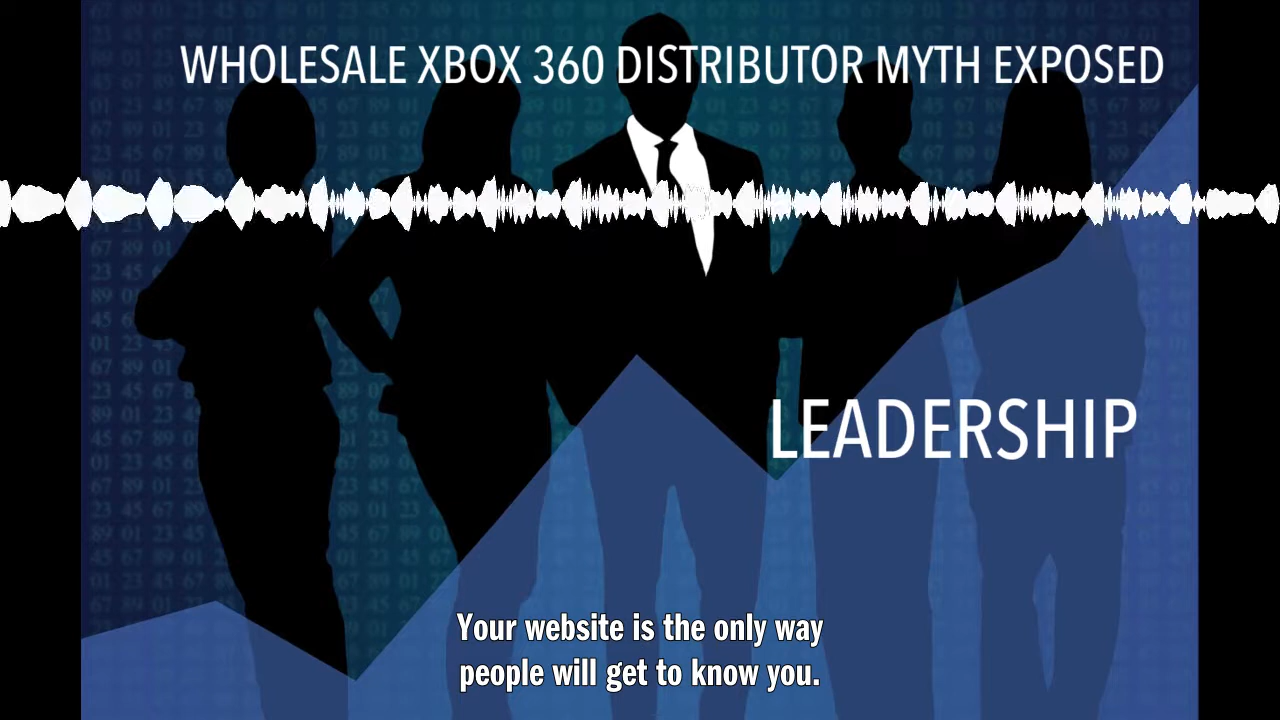 WHOLESALE XBOX 360 DISTRIBUTOR MYTH EXPOSED
LEADERSHIP
Your website is the only way
people will get to know you.